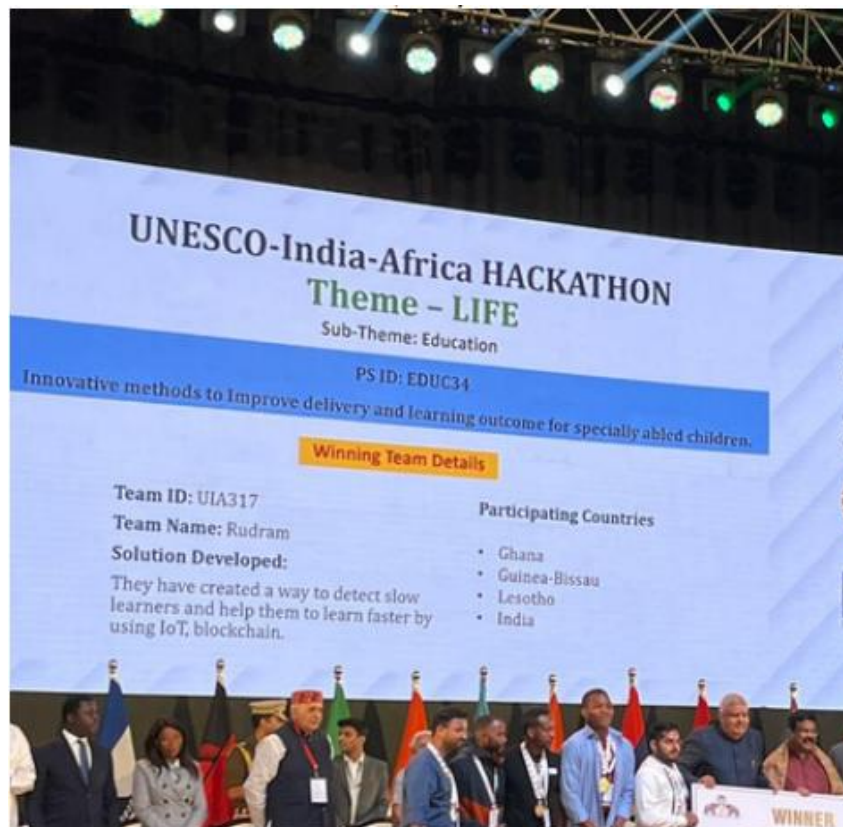 UNESCO-India-Africa HACKATHON
Theme – LIFE
Sub-Theme: Education
PS ID: EDUC34
Innovative methods to Improve delivery and learning outcome for specially abled children.
Winning Team Details
Team ID: UIA317
Team Name: Rudram
Solution Developed:
They have created a way to detect slow
learners and help them to learn faster by
using IoT, blockchain.
Participating Countries
• Ghana
• Guinea-Bissau
• Lesotho
• India
WINNER